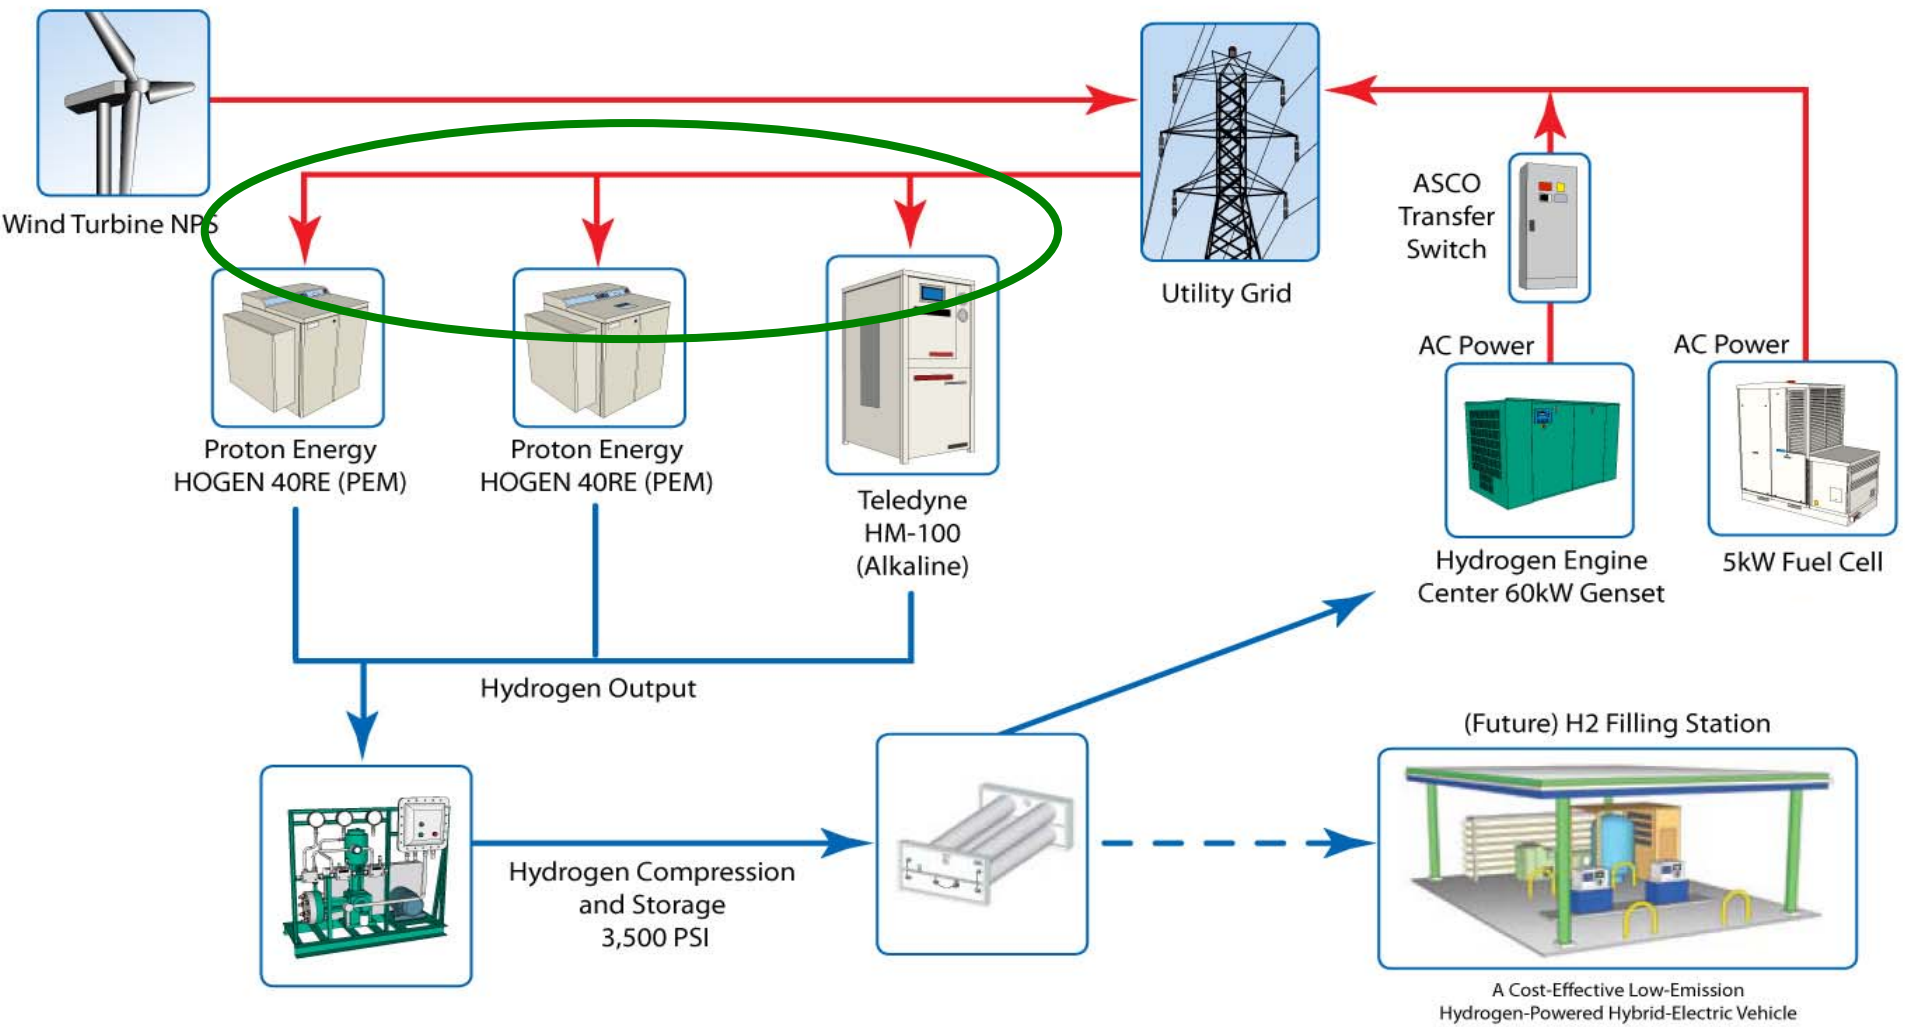 Wind Turbine NPS
Utility Grid
ASCO
Transfer
Switch
AC Power
AC Power
Proton Energy
HOGEN 40RE (PEM)
Proton Energy
HOGEN 40RE (PEM)
Teledyne
HM-100
(Alkaline)
Hydrogen Engine
Center 60kW Genset
5kW Fuel Cell
Hydrogen Output
Hydrogen Compression
and Storage
3,500 PSI
(Future) H2 Filling Station
A Cost-Effective Low-Emission
Hydrogen-Powered Hybrid-Electric Vehicle